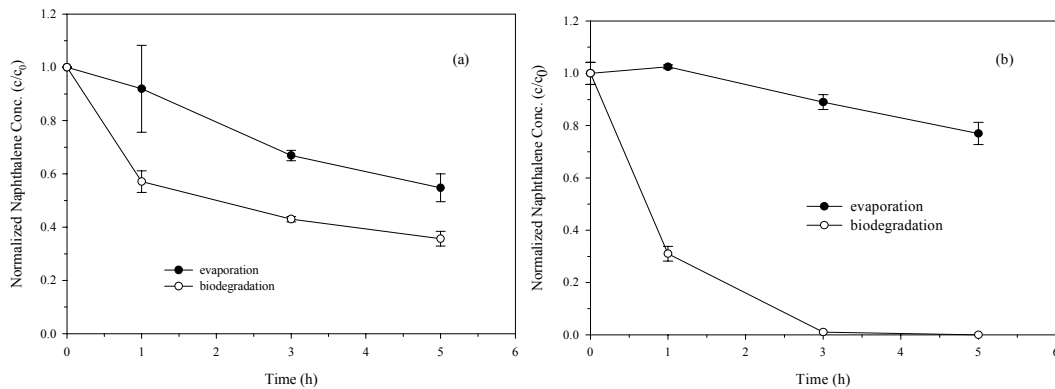 1.2
1.0
0.8
0.6
0.4
0.2
0.0
Normalized Naphthalene Conc. (c/c0)
(a)
evaporation
biodegradation
0 1 3 5 6
Time (h)
1.2
1.0
0.8
0.6
0.4
0.2
0.0
Normalized Naphthalene Conc. (c/c0)
(b)
evaporation
biodegradation
0 1 2 3 4 5 6
Time (h)